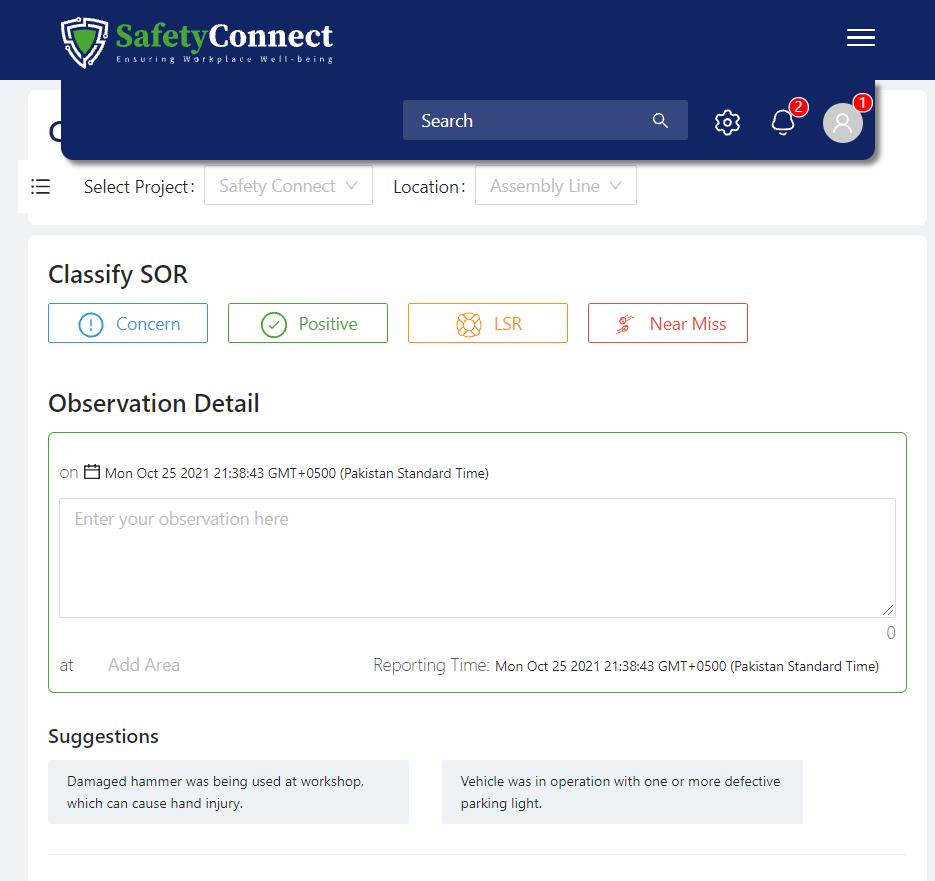 SafetyConnect
Ensuring Workplace Well-being
Search
2
1
Select Project:
Safety Connect
Location:
Assembly Line
Classify SOR
Concern
Positive
LSR
Near Miss
Observation Detail
on Mon Oct 25 2021 21:38:43 GMT+0500 (Pakistan Standard Time)
Enter your observation here
0
at Add Area
Reporting Time: Mon Oct 25 2021 21:38:43 GMT+0500 (Pakistan Standard Time)
Suggestions
Damaged hammer was being used at workshop,
which can cause hand injury.
Vehicle was in operation with one or more defective
parking light.